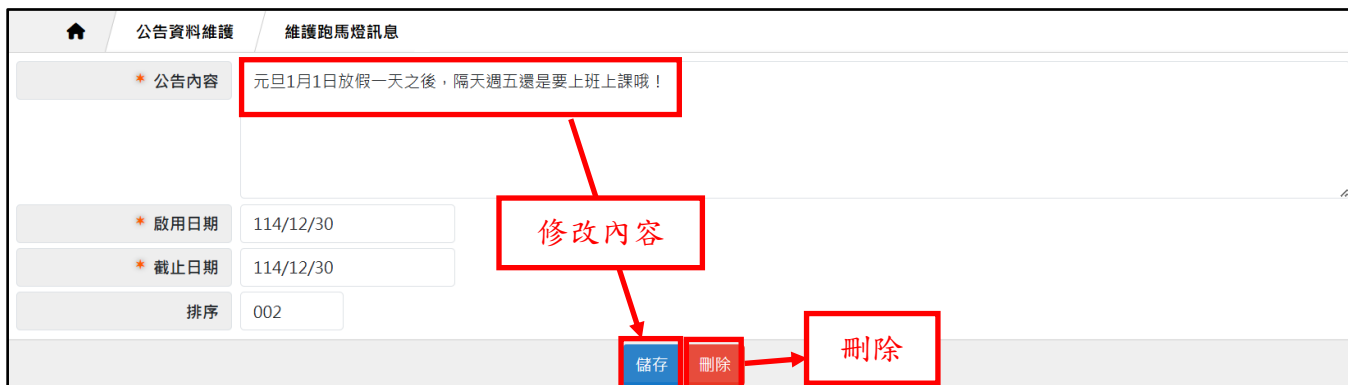 公告資料維護 維護跑馬燈訊息
* 公告內容 元旦1月1日放假一天之後，隔天週五還是要上班上課哦！
* 啟用日期 114/12/30
修改內容
* 截止日期 114/12/30
排序 002
儲存 刪除 刪除